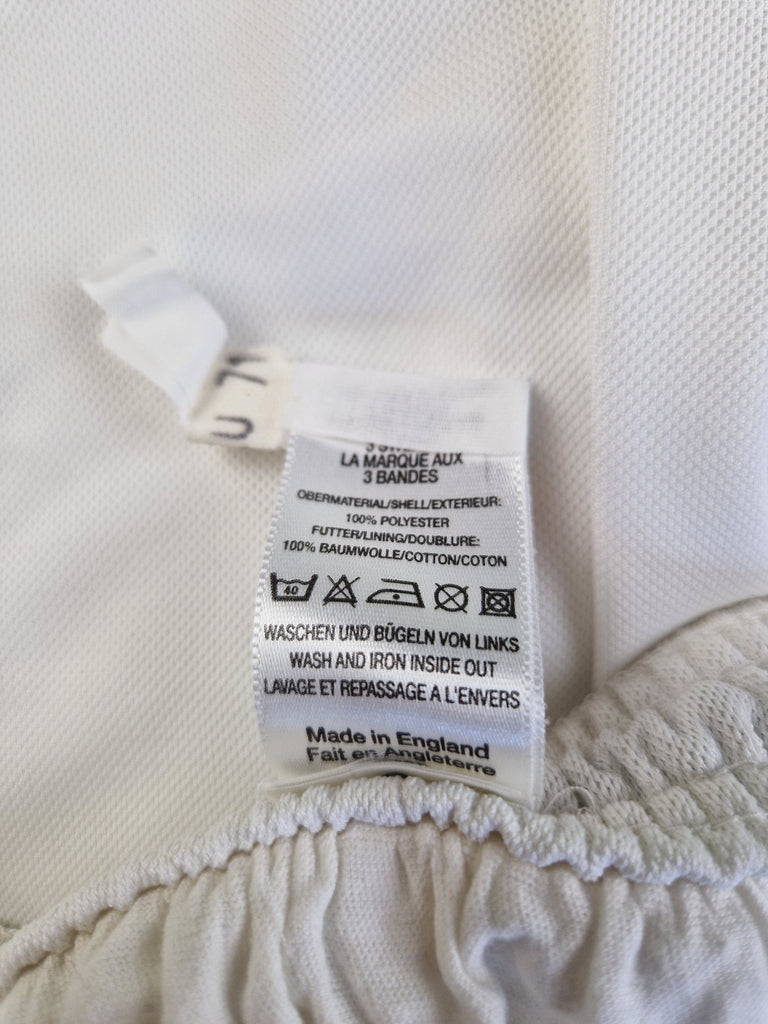 U 71
LA MARQUE AUX
3 BANDES
OBERMATERIAL/SHELL/EXTERIEUR:
100% POLYESTER
FUTTER/LINING/DOUBLURE:
100% BAUMWOLLE/COTTON/COTON
40
WASCHEN UND BÜGELN VON LINKS
WASH AND IRON INSIDE OUT
LAVAGE ET REPASSAGE A L'ENVERS
Made in England
Fait en Angleterre